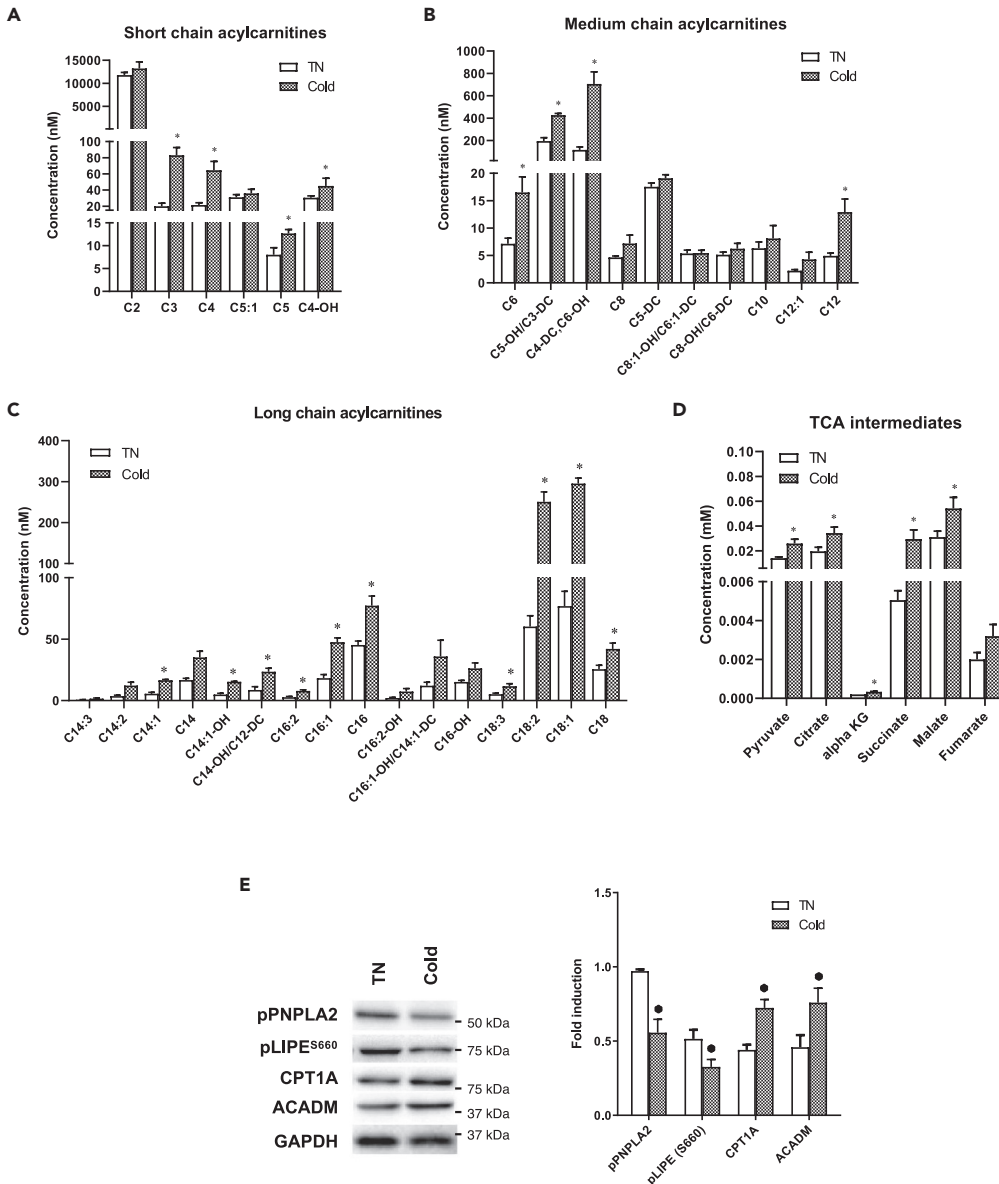 A
Short chain acylcarnitines
TN
Cold
Concentration (nM)
15000
10000
5000
100
80
60
40
20
15
10
5
0
* * * *
C2 C3 C4 C5:1 C5 C4-OH
B
Medium chain acylcarnitines
TN
Cold
Concentration (nM)
1000
800
600
400
200
20
15
10
5
0
* * * *
C6
C5-OH/C3-DC
C4-DC,C6-OH
C8
C5-DC
C8:1-OH/C6:1-DC
C8-OH/C6-DC
C10
C12:1
C12
C
Long chain acylcarnitines
TN
Cold
Concentration (nM)
400
300
200
100
100
50
0
* * * * * * * * * *
C14:3
C14:2
C14:1
C14
C14:1-OH
C14-OH/C12-DC
C16:2
C16:1
C16
C16:2-OH
C16:1-OH/C14:1-DC
C16-OH
C18:3
C18:2
C18:1
C18
D
TCA intermediates
TN
Cold
Concentration (mM)
0.10
0.08
0.06
0.04
0.02
0.006
0.004
0.002
0.000
* * * * *
Pyruvate
Citrate
alpha KG
Succinate
Malate
Fumarate
E
TN Cold
pPNPLA2
50 kDa
pLIPE^S660
75 kDa
CPT1A
75 kDa
ACADM
37 kDa
GAPDH
37 kDa
TN
Cold
Fold induction
1.5
1.0
0.5
0.0
pPNPLA2
pLIPE (S660)
CPT1A
ACADM